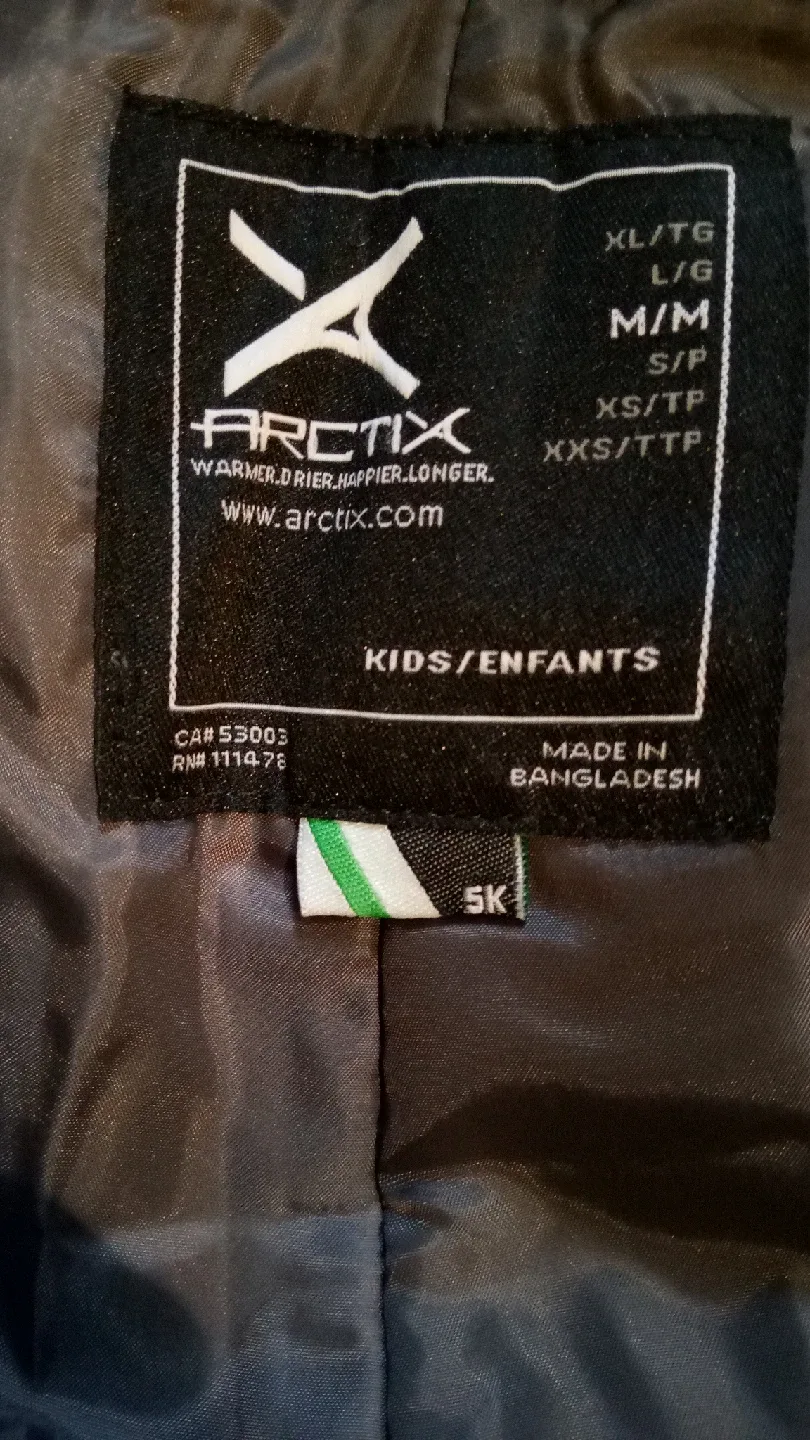 XL/TG
L/G
M/M
S/P
XS/TP
XXS/TTP
ARCTIX
WARMER.DRIER.HAPPIER.LONGER.
www.arctix.com
KIDS/ENFANTS
CA# 53003
RN# 111478
MADE IN
BANGLADESH
5K